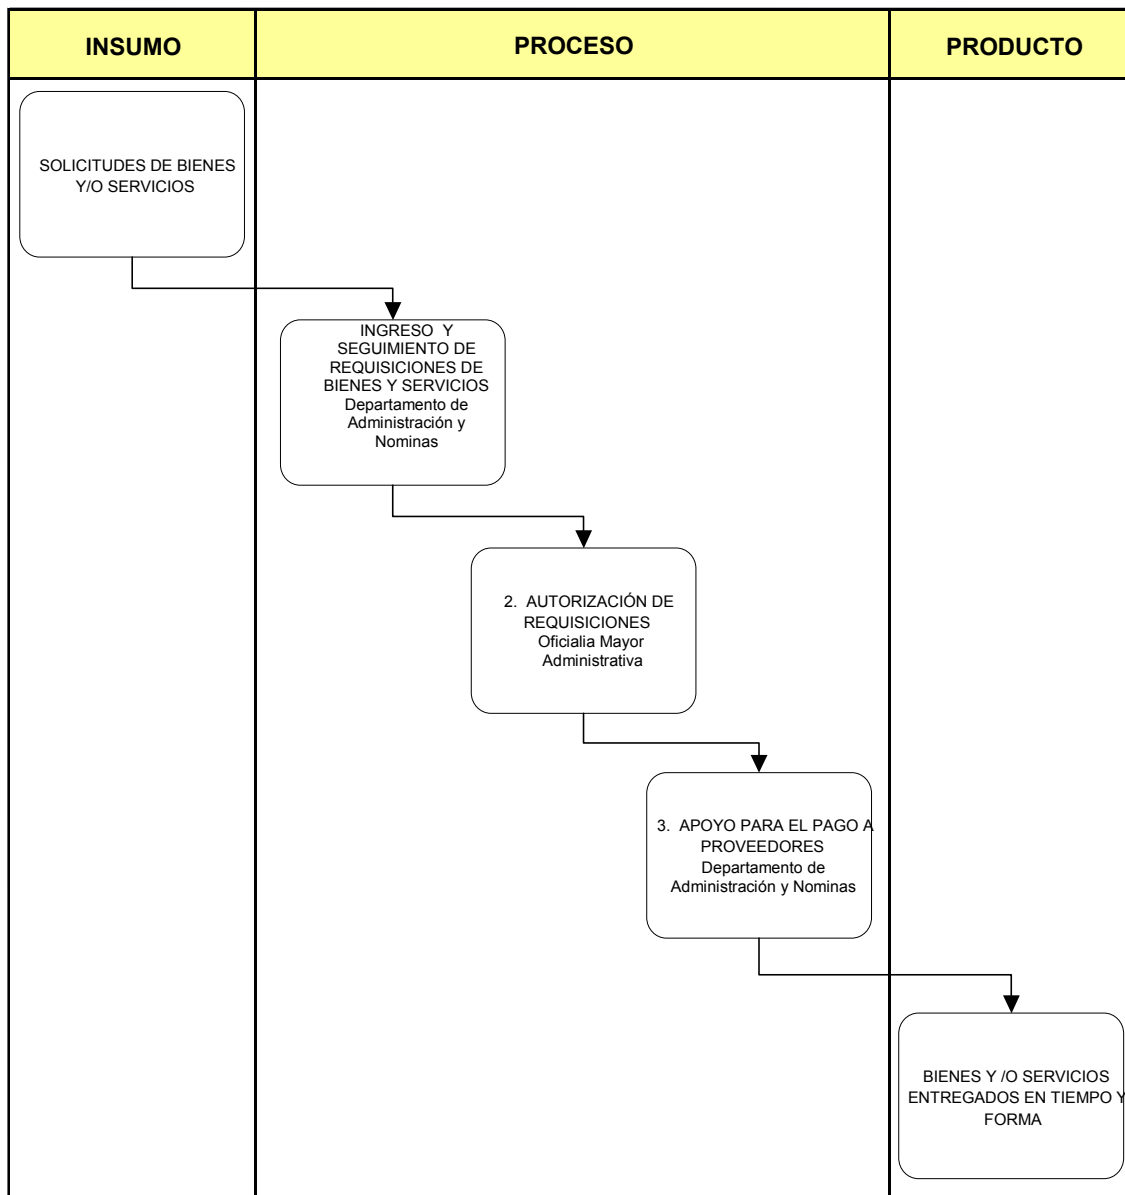 INSUMO
PROCESO
PRODUCTO
SOLICITUDES DE BIENES
Y/O SERVICIOS
INGRESO Y
SEGUIMIENTO DE
REQUISICIONES DE
BIENES Y SERVICIOS
Departamento de
Administración y
Nominas
2. AUTORIZACIÓN DE
REQUISICIONES
Oficialia Mayor
Administrativa
3. APOYO PARA EL PAGO A
PROVEEDORES
Departamento de
Administración y Nominas
BIENES Y /O SERVICIOS
ENTREGADOS EN TIEMPO Y
FORMA